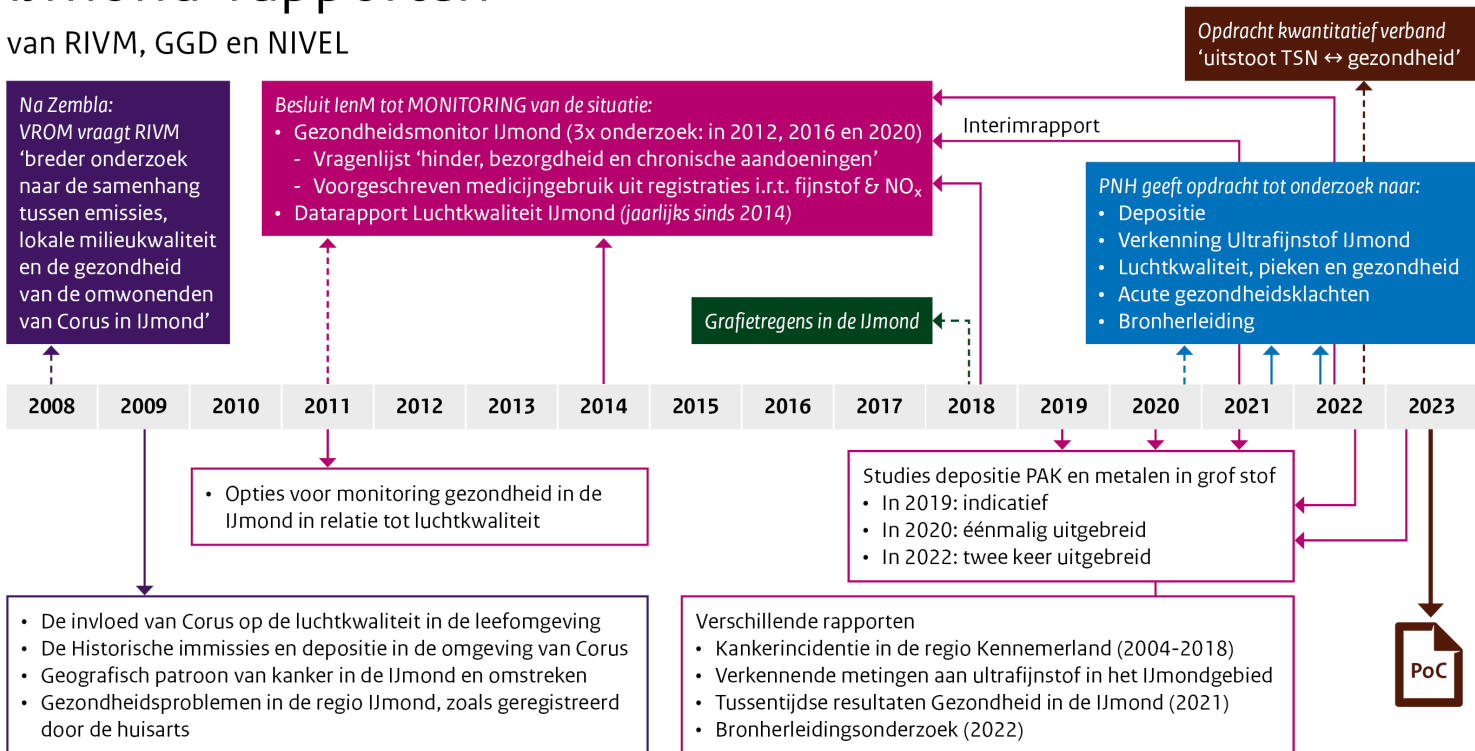 IJmond-rapporten
van RIVM, GGD en NIVEL
Opdracht kwantitatief verband
‘uitstoot TSN ↔ gezondheid’
Na Zembla:
VROM vraagt RIVM
‘breder onderzoek
naar de samenhang
tussen emissies,
lokale milieukwaliteit
en de gezondheid
van de omwonenden
van Corus in IJmond’
Besluit IenM tot MONITORING van de situatie:
• Gezondheidsmonitor IJmond (3x onderzoek: in 2012, 2016 en 2020)
- Vragenlijst ‘hinder, bezorgdheid en chronische aandoeningen’
- Voorgeschreven medicijngebruik uit registraties i.r.t. fijnstof & NOx
• Datarapport Luchtkwaliteit IJmond (jaarlijks sinds 2014)
Interimrapport
PNH geeft opdracht tot onderzoek naar:
• Depositie
• Verkenning Ultrafijnstof IJmond
• Luchtkwaliteit, pieken en gezondheid
• Acute gezondheidsklachten
• Bronherleiding
Grafietregens in de IJmond
2008 2009 2010 2011 2012 2013 2014 2015 2016 2017 2018 2019 2020 2021 2022 2023
• Opties voor monitoring gezondheid in de
IJmond in relatie tot luchtkwaliteit
Studies depositie PAK en metalen in grof stof
• In 2019: indicatief
• In 2020: éénmalig uitgebreid
• In 2022: twee keer uitgebreid
• De invloed van Corus op de luchtkwaliteit in de leefomgeving
• De Historische immissies en depositie in de omgeving van Corus
• Geografisch patroon van kanker in de IJmond en omstreken
• Gezondheidsproblemen in de regio IJmond, zoals geregistreerd
door de huisarts
Verschillende rapporten
• Kankerincidentie in de regio Kennemerland (2004-2018)
• Verkennende metingen aan ultrafijnstof in het IJmondgebied
• Tussentijdse resultaten Gezondheid in de IJmond (2021)
• Bronherleidingsonderzoek (2022)
PoC